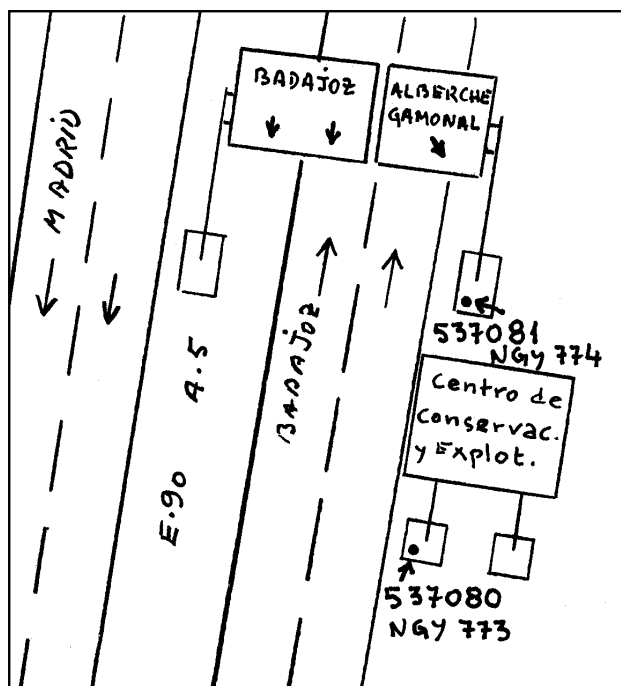 MADRID
BADAJOZ
ALBERCHE
GAMONAL
537081
NGY 774
BADAJOZ
A.5
E.90
Centro de
Conservac.
y Explot.
537080
NGY 773